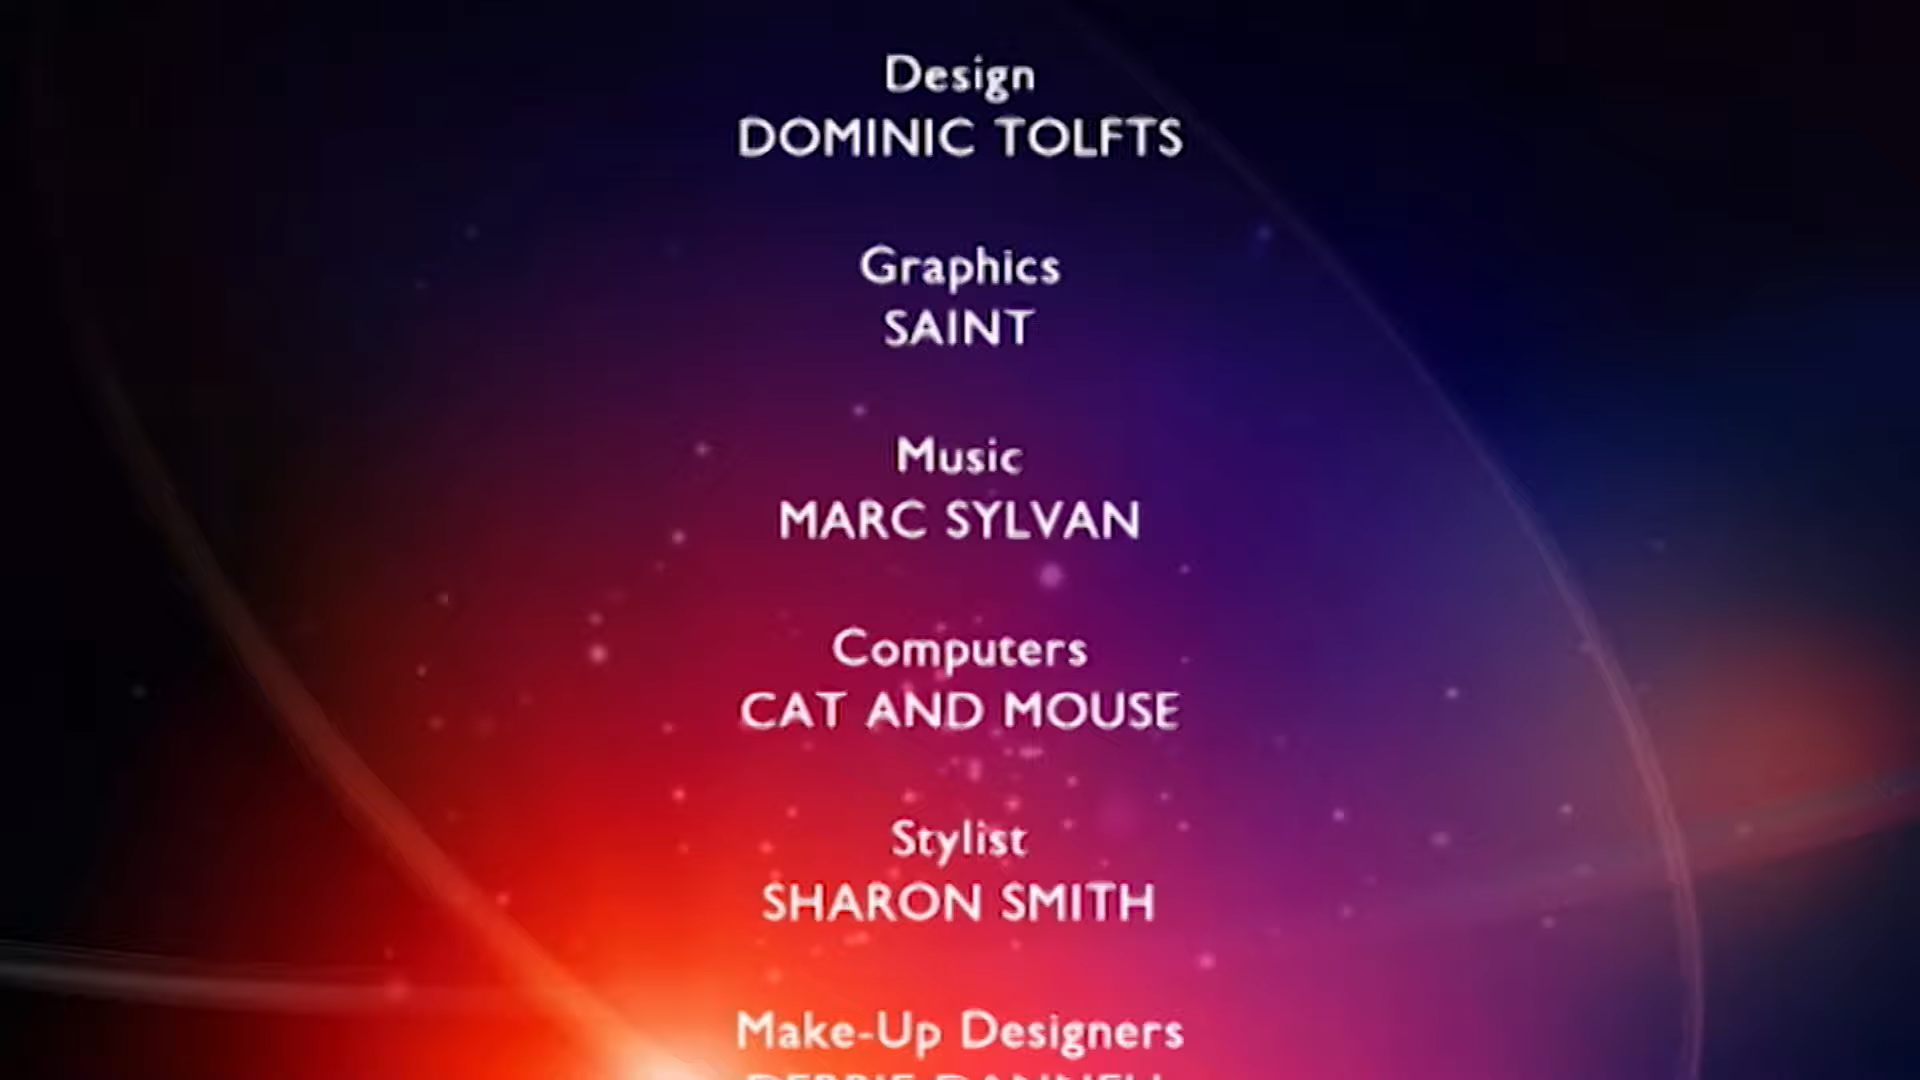 Design
DOMINIC TOLFTS
Graphics
SAINT
Music
MARC SYLVAN
Computers
CAT AND MOUSE
Stylist
SHARON SMITH
Make-Up Designers